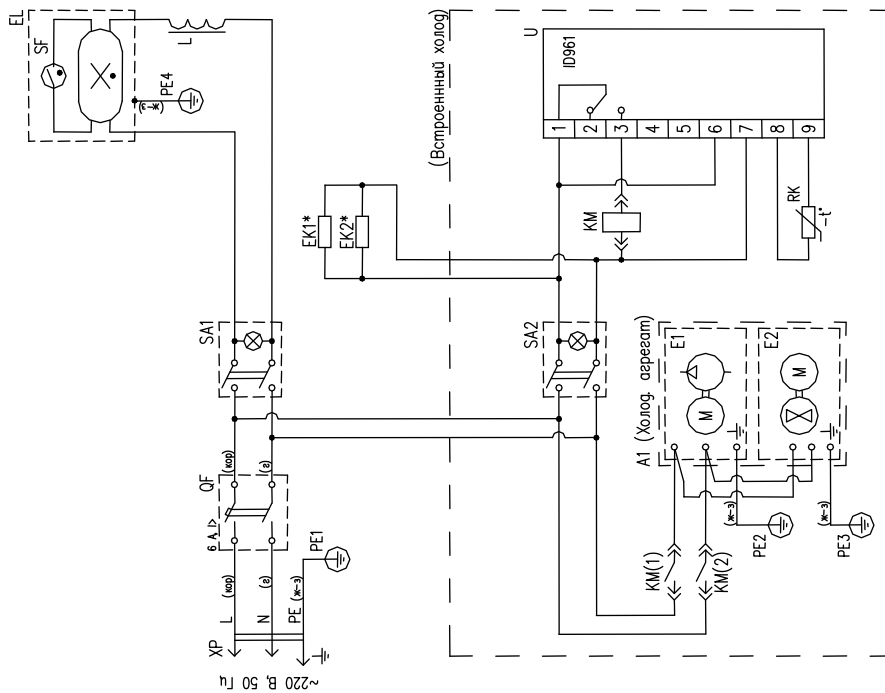 EL
SF
L
PE4
(ж-з)
(Встроеннный холод)
U
ID961
1
2
3
4
5
6
7
8
9
EK1*
EK2*
KM
RK
-t°
SA1
SA2
A1 (Холод. агрегат)
E1
M
E2
M
QF
6 А I>
(кор)
(г)
(кор)
(г)
L
N
PE
(ж-з)
PE1
XP
~220 В, 50 Гц
KM(1)
KM(2)
(ж-з)
PE2
(ж-з)
PE3